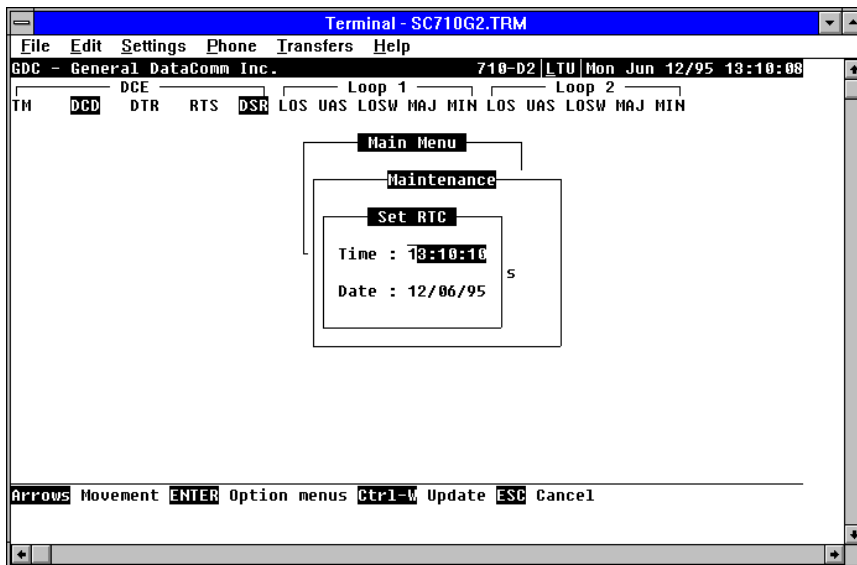 Terminal - SC710G2.TRM
File Edit Settings Phone Transfers Help
GDC - General DataComm Inc. 710-D2|LTU|Mon Jun 12/95 13:10:08
DCE Loop 1 Loop 2
TM DCD DTR RTS DSR LOS UAS LOSW MAJ MIN LOS UAS LOSW MAJ MIN
Main Menu
Maintenance
Set RTC
Time : 13:10:10
s
Date : 12/06/95
Arrows Movement ENTER Option menus Ctrl-W Update ESC Cancel